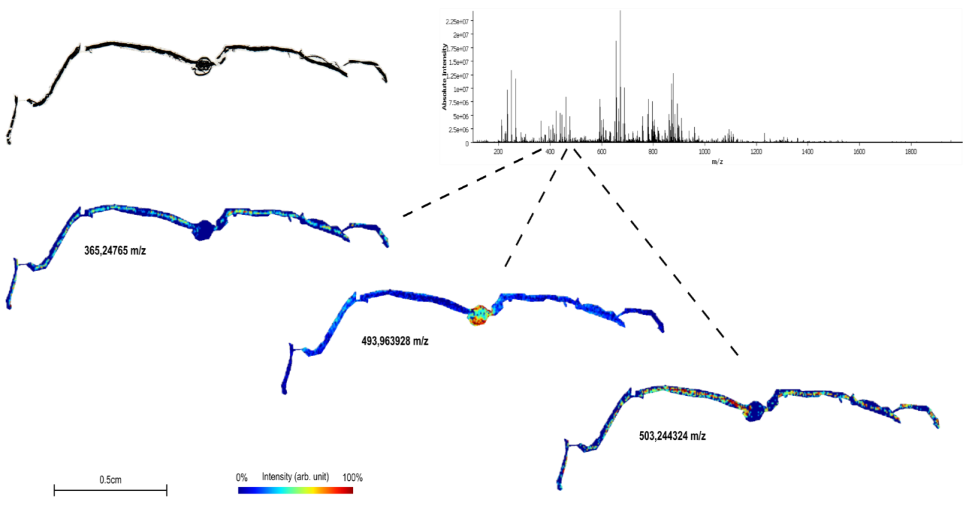 2.25e+07
2e+07
1.75e+07
1.5e+07
1.25e+07
1e+07
7.5e+06
5e+06
2.5e+06
0
Absolute Intensity
200 400 600 800 1000 1200 1400 1600 1800
m/z
365,24765 m/z
493,963928 m/z
503,244324 m/z
0.5cm
0% Intensity (arb. unit) 100%